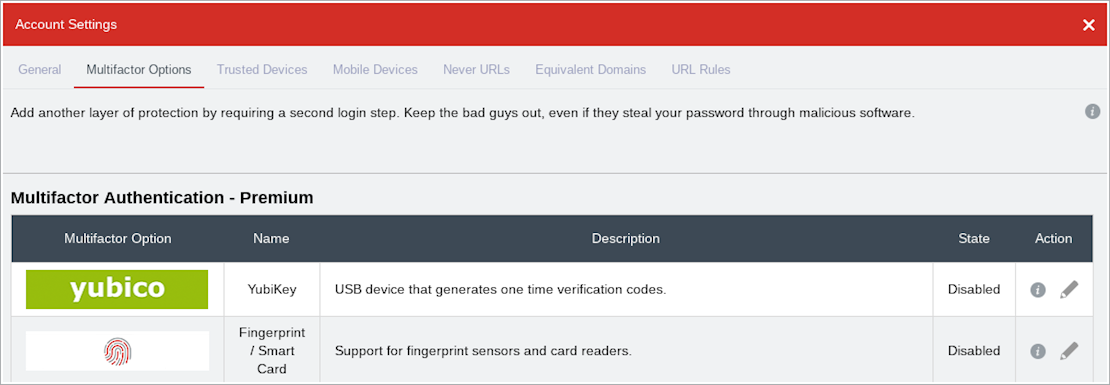 Account Settings
General Multifactor Options Trusted Devices Mobile Devices Never URLs Equivalent Domains URL Rules
Add another layer of protection by requiring a second login step. Keep the bad guys out, even if they steal your password through malicious software.
Multifactor Authentication - Premium
Multifactor Option Name Description State Action
yubico YubiKey USB device that generates one time verification codes. Disabled
Fingerprint
/ Smart Support for fingerprint sensors and card readers. Disabled
Card